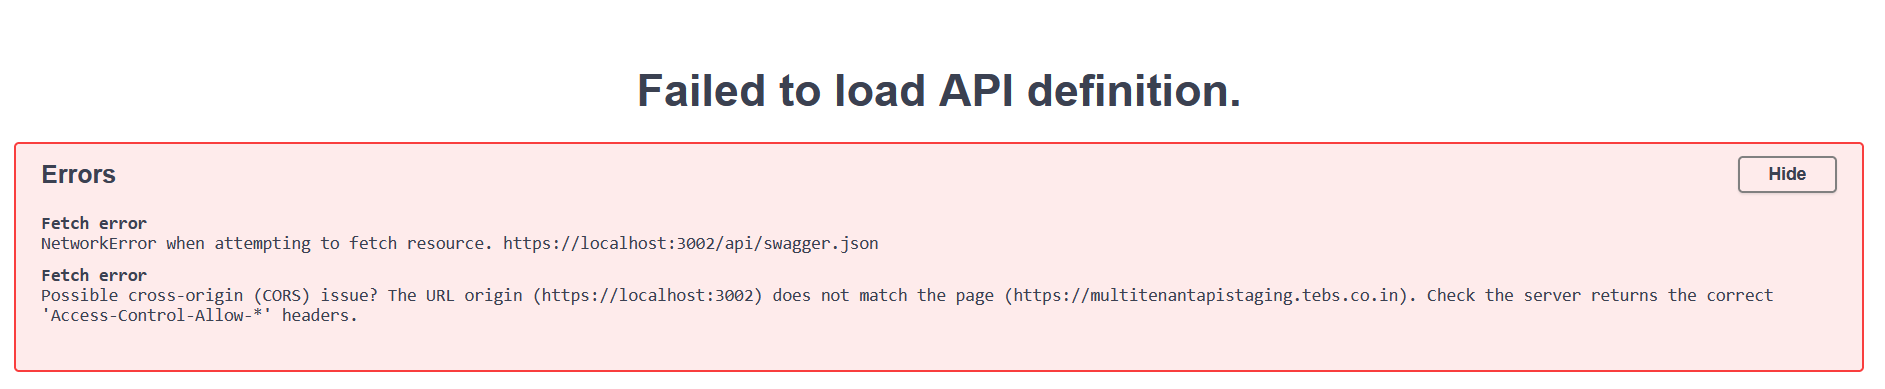 Failed to load API definition.
Errors
Hide
Fetch error
NetworkError when attempting to fetch resource. https://localhost:3002/api/swagger.json
Fetch error
Possible cross-origin (CORS) issue? The URL origin (https://localhost:3002) does not match the page (https://multitenantapistaging.tebs.co.in). Check the server returns the correct
'Access-Control-Allow-*' headers.